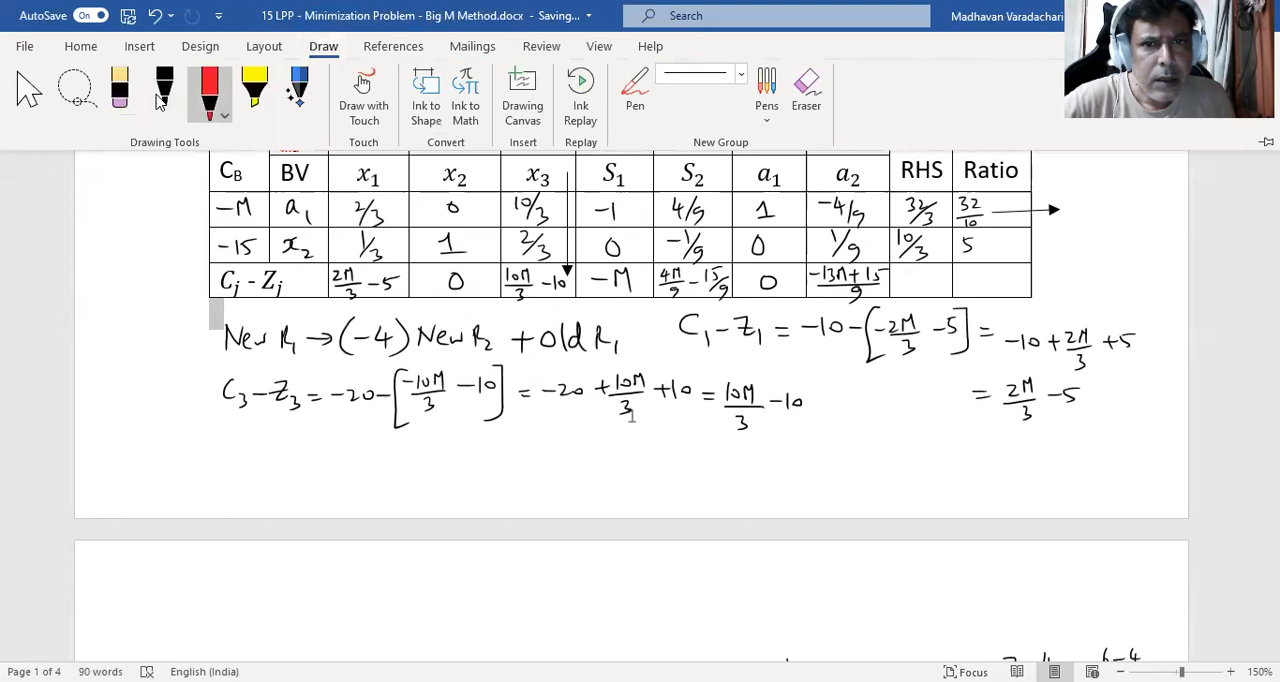 AutoSave On 15 LPP - Minimization Problem - Big M Method.docx - Saving... Search Madhavan Varadachari
File Home Insert Design Layout Draw References Mailings Review View Help
Draw with Touch Ink to Shape Ink to Math Drawing Canvas Ink Replay Pen Pens Eraser
Drawing Tools Touch Convert Insert Replay New Group
C_B BV x_1 x_2 x_3 S_1 S_2 a_1 a_2 RHS Ratio
-M a_1 2/3 0 10/3 -1 4/9 1 -4/9 32/3 32/10
-15 x_2 1/3 1 2/3 0 -1/9 0 1/9 10/3 5
C_j - Z_j 2M/3 - 5 0 10M/3 - 10 -M 4M/9 - 15/9 0 (-13M+15)/9
New R_1 → (-4) New R_2 + Old R_1 C_1 - Z_1 = -10 - [-2M/3 - 5] = -10 + 2M/3 + 5
C_3 - Z_3 = -20 - [-10M/3 - 10] = -20 + 10M/3 + 10 = 10M/3 - 10 = 2M/3 - 5
Page 1 of 4 90 words English (India) Focus 150%